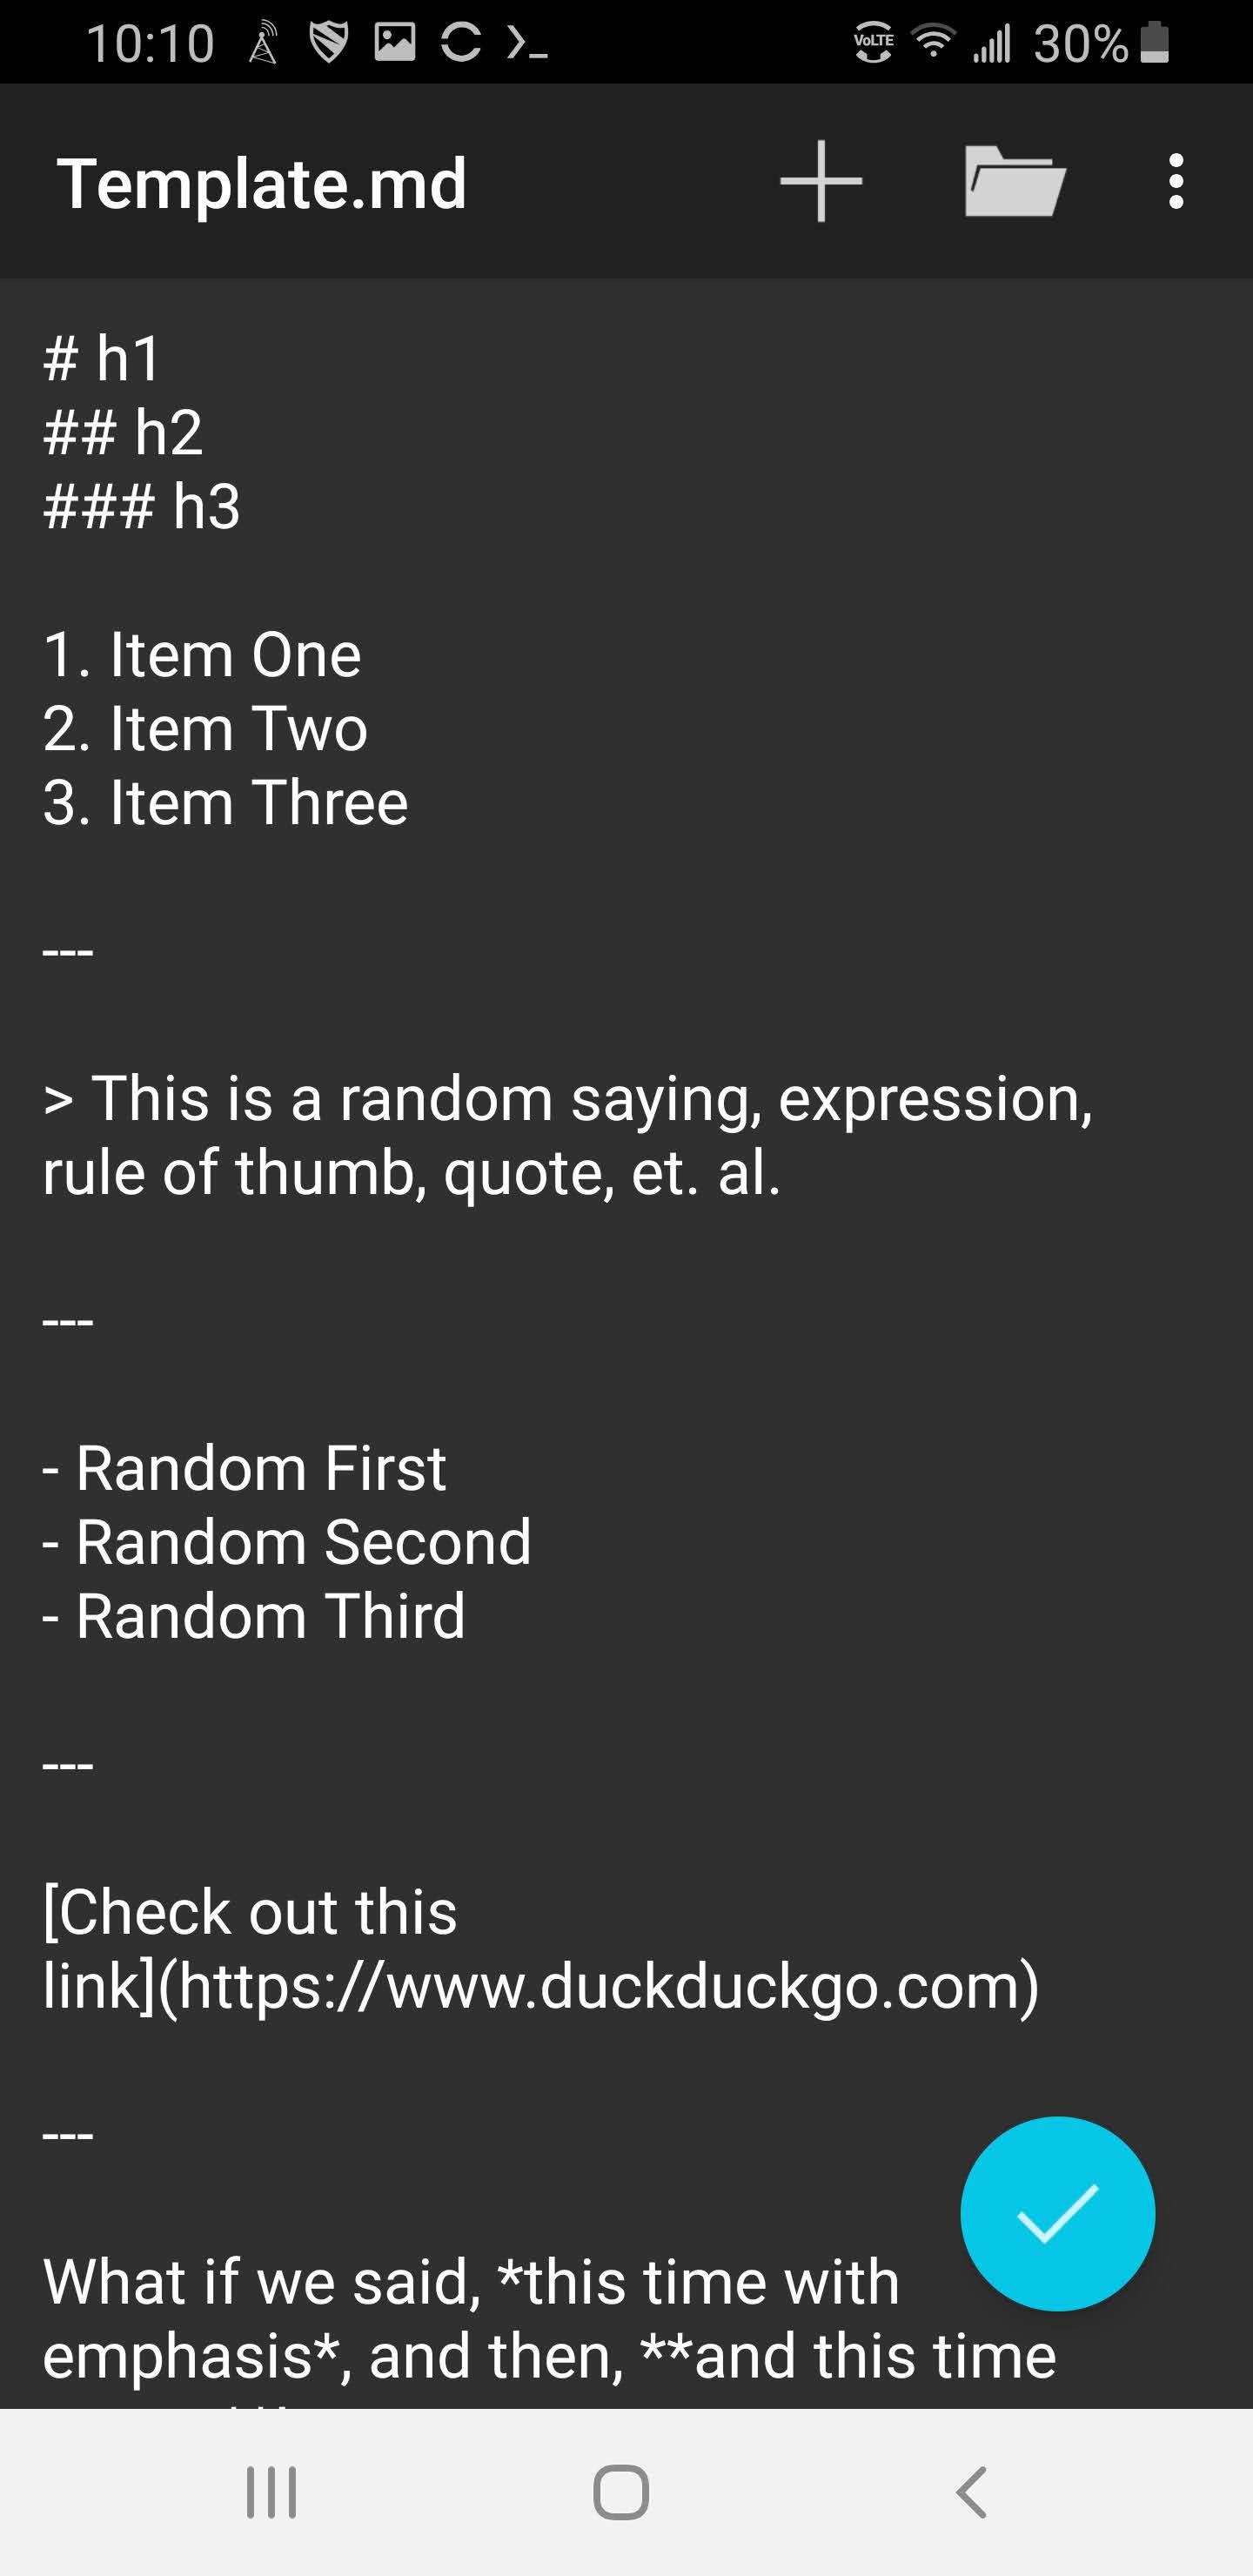 10:10 VoLTE 30%
Template.md
# h1
## h2
### h3
1. Item One
2. Item Two
3. Item Three
---
> This is a random saying, expression,
rule of thumb, quote, et. al.
---
- Random First
- Random Second
- Random Third
---
[Check out this
link](https://www.duckduckgo.com)
---
What if we said, *this time with
emphasis*, and then, **and this time